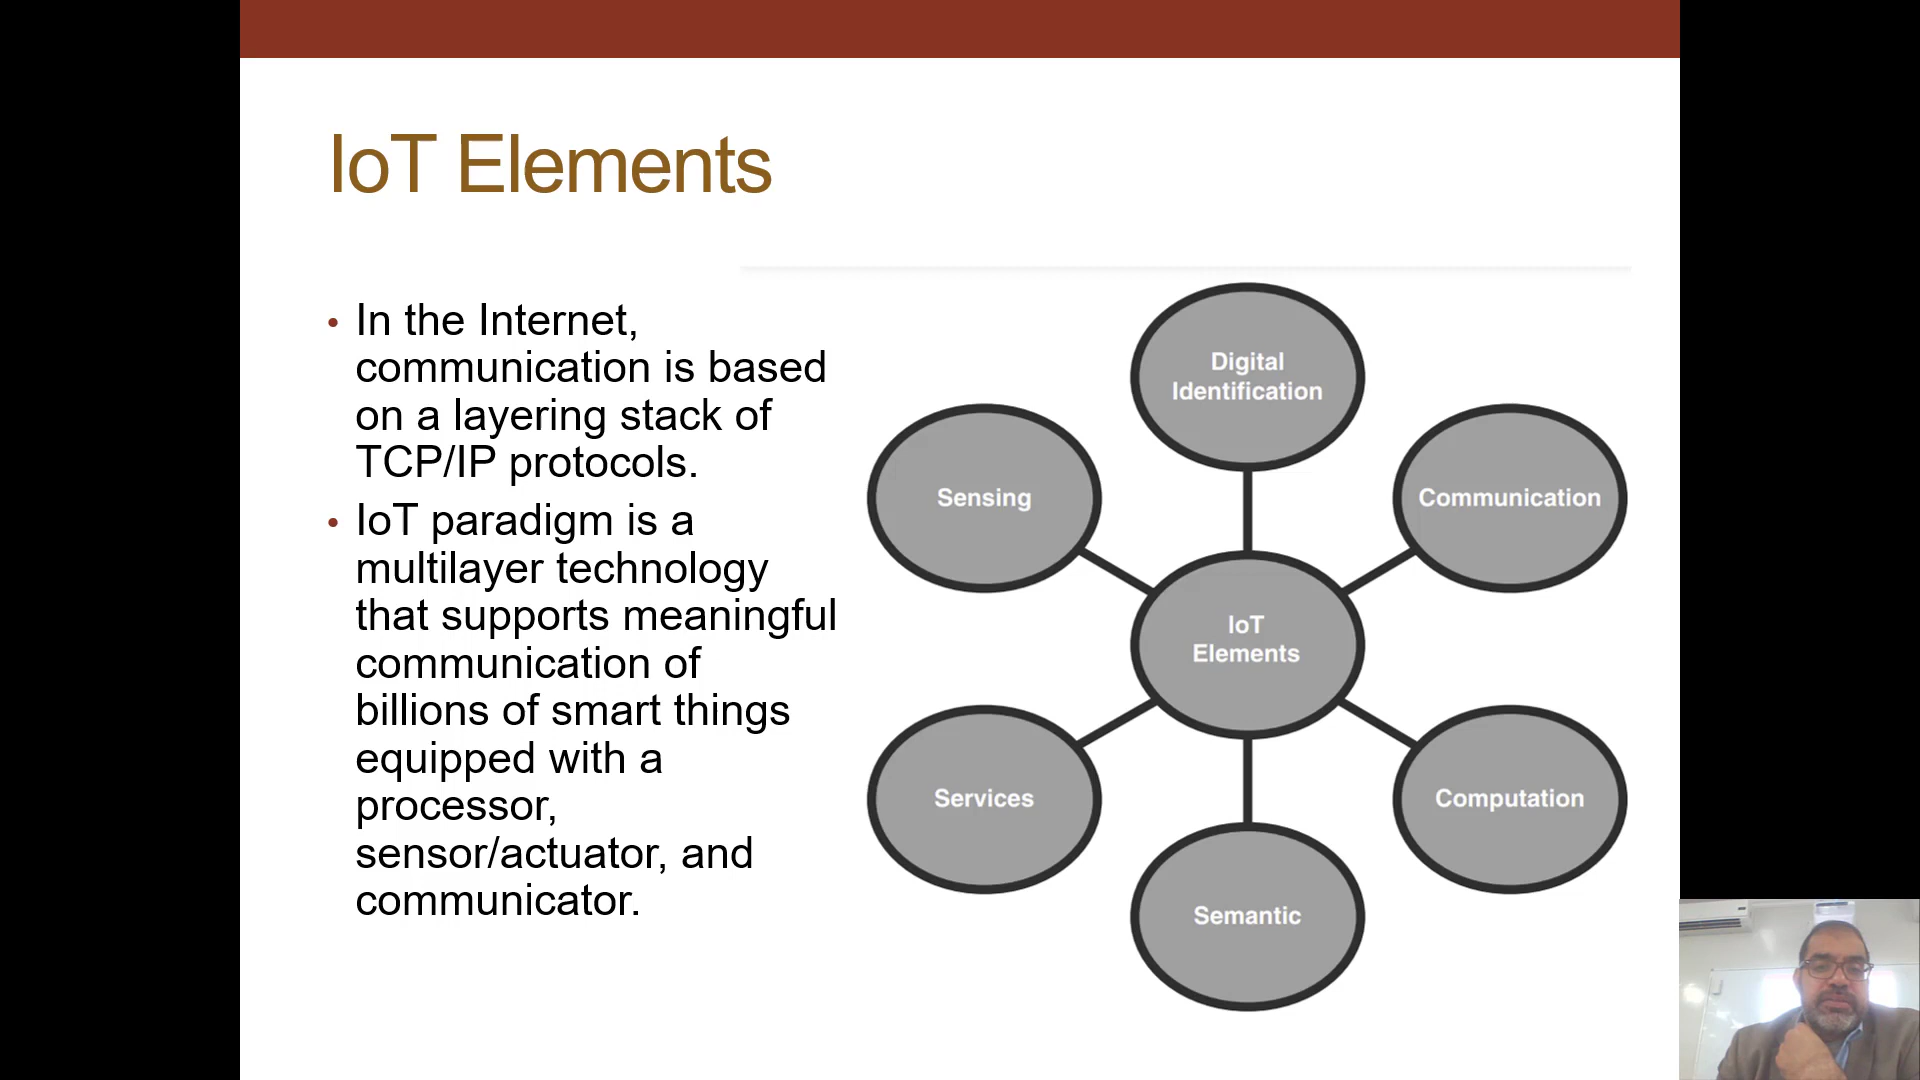 IoT Elements
• In the Internet,
communication is based
on a layering stack of
TCP/IP protocols.
• IoT paradigm is a
multilayer technology
that supports meaningful
communication of
billions of smart things
equipped with a
processor,
sensor/actuator, and
communicator.
Digital
Identification
Sensing
Communication
IoT
Elements
Services
Computation
Semantic